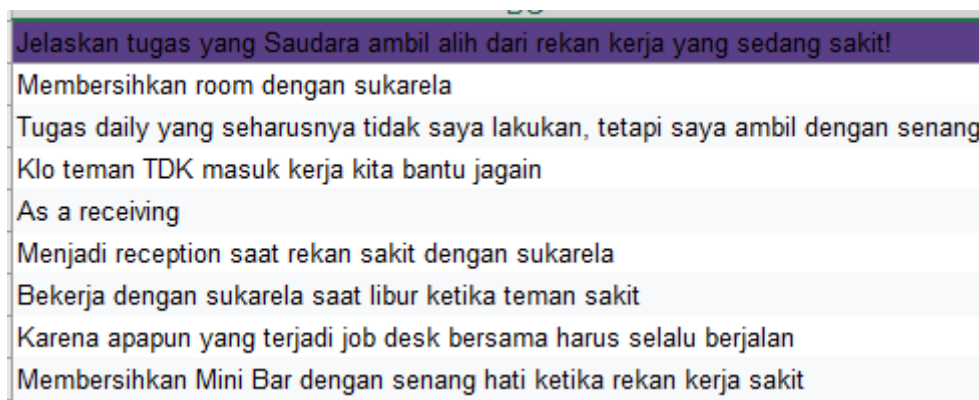 Jelaskan tugas yang Saudara ambil alih dari rekan kerja yang sedang sakit!
Membersihkan room dengan sukarela
Tugas daily yang seharusnya tidak saya lakukan, tetapi saya ambil dengan senang
Klo teman TDK masuk kerja kita bantu jagain
As a receiving
Menjadi reception saat rekan sakit dengan sukarela
Bekerja dengan sukarela saat libur ketika teman sakit
Karena apapun yang terjadi job desk bersama harus selalu berjalan
Membersihkan Mini Bar dengan senang hati ketika rekan kerja sakit